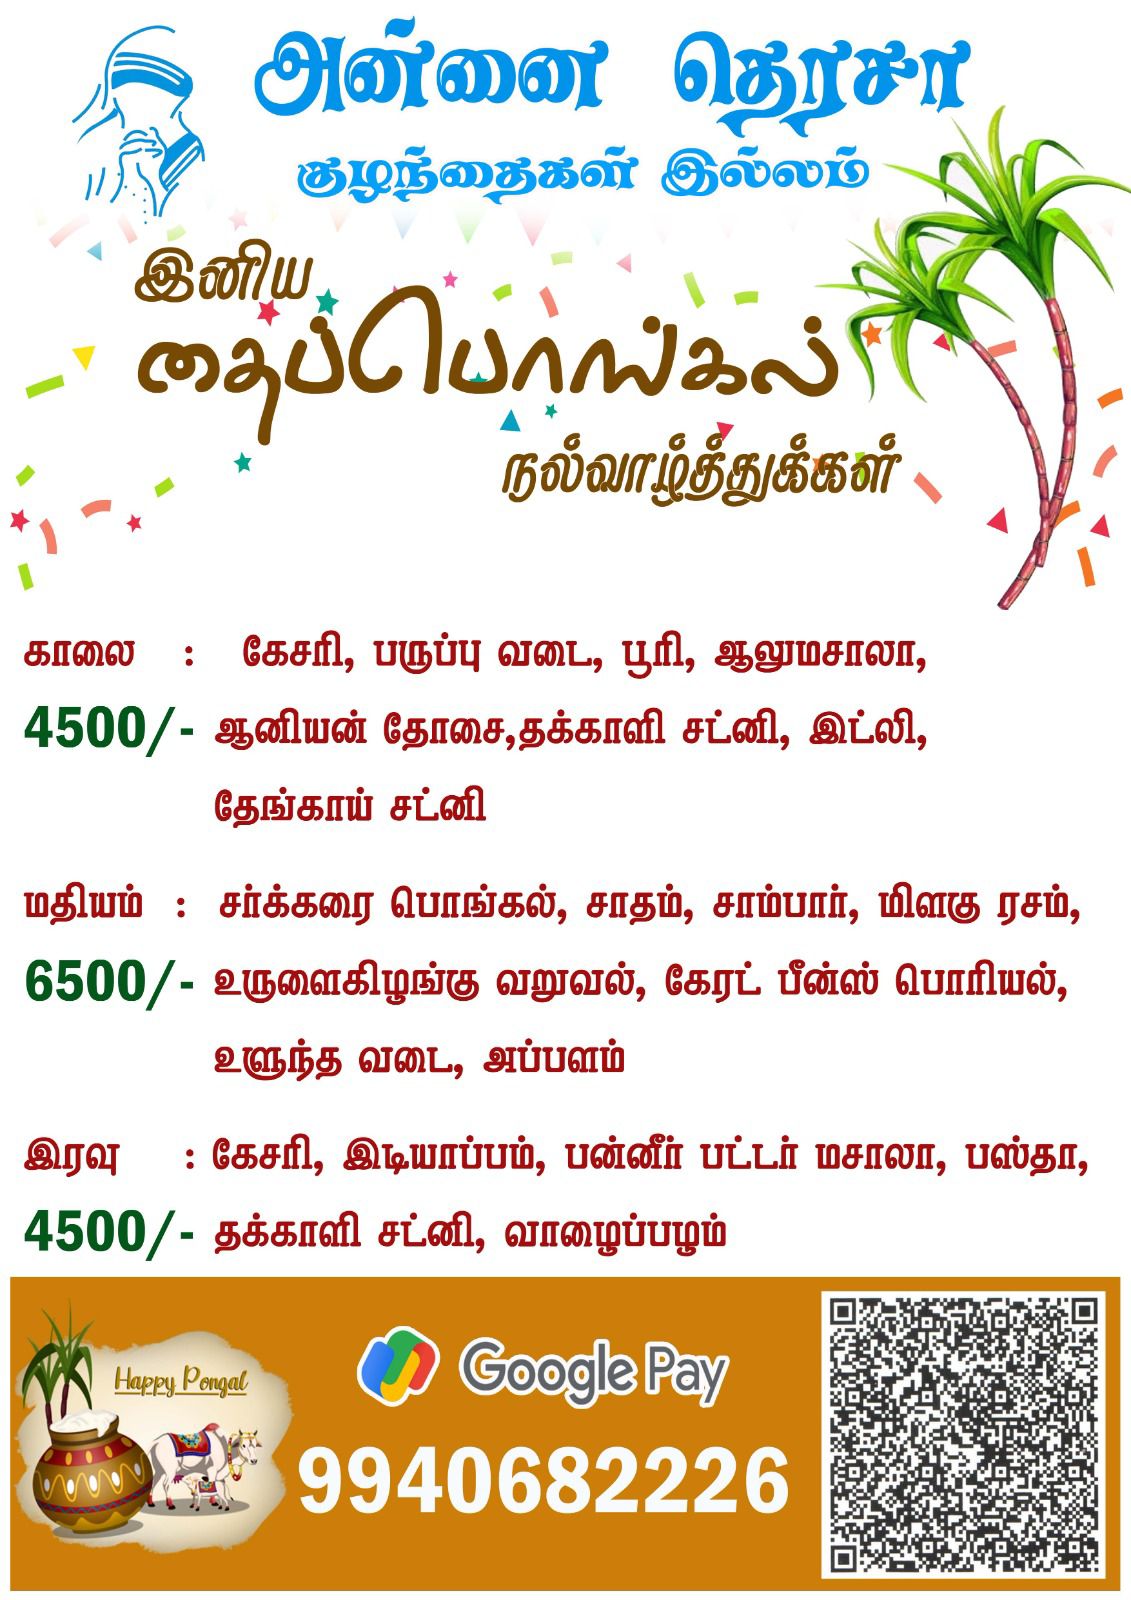 அன்னை தெரசா
குழந்தைகள் இல்லம்
இனிய
தைப்பொங்கல்
நல்வாழ்த்துக்கள்
காலை : கேசரி, பருப்பு வடை, பூரி, ஆலுமசாலா,
4500/- ஆனியன் தோசை,தக்காளி சட்னி, இட்லி,
தேங்காய் சட்னி
மதியம் : சர்க்கரை பொங்கல், சாதம், சாம்பார், மிளகு ரசம்,
6500/- உருளைகிழங்கு வறுவல், கேரட் பீன்ஸ் பொரியல்,
உளுந்த வடை, அப்பளம்
இரவு : கேசரி, இடியாப்பம், பன்னீர் பட்டர் மசாலா, பஸ்தா,
4500/- தக்காளி சட்னி, வாழைப்பழம்
Happy Pongal
Google Pay
9940682226